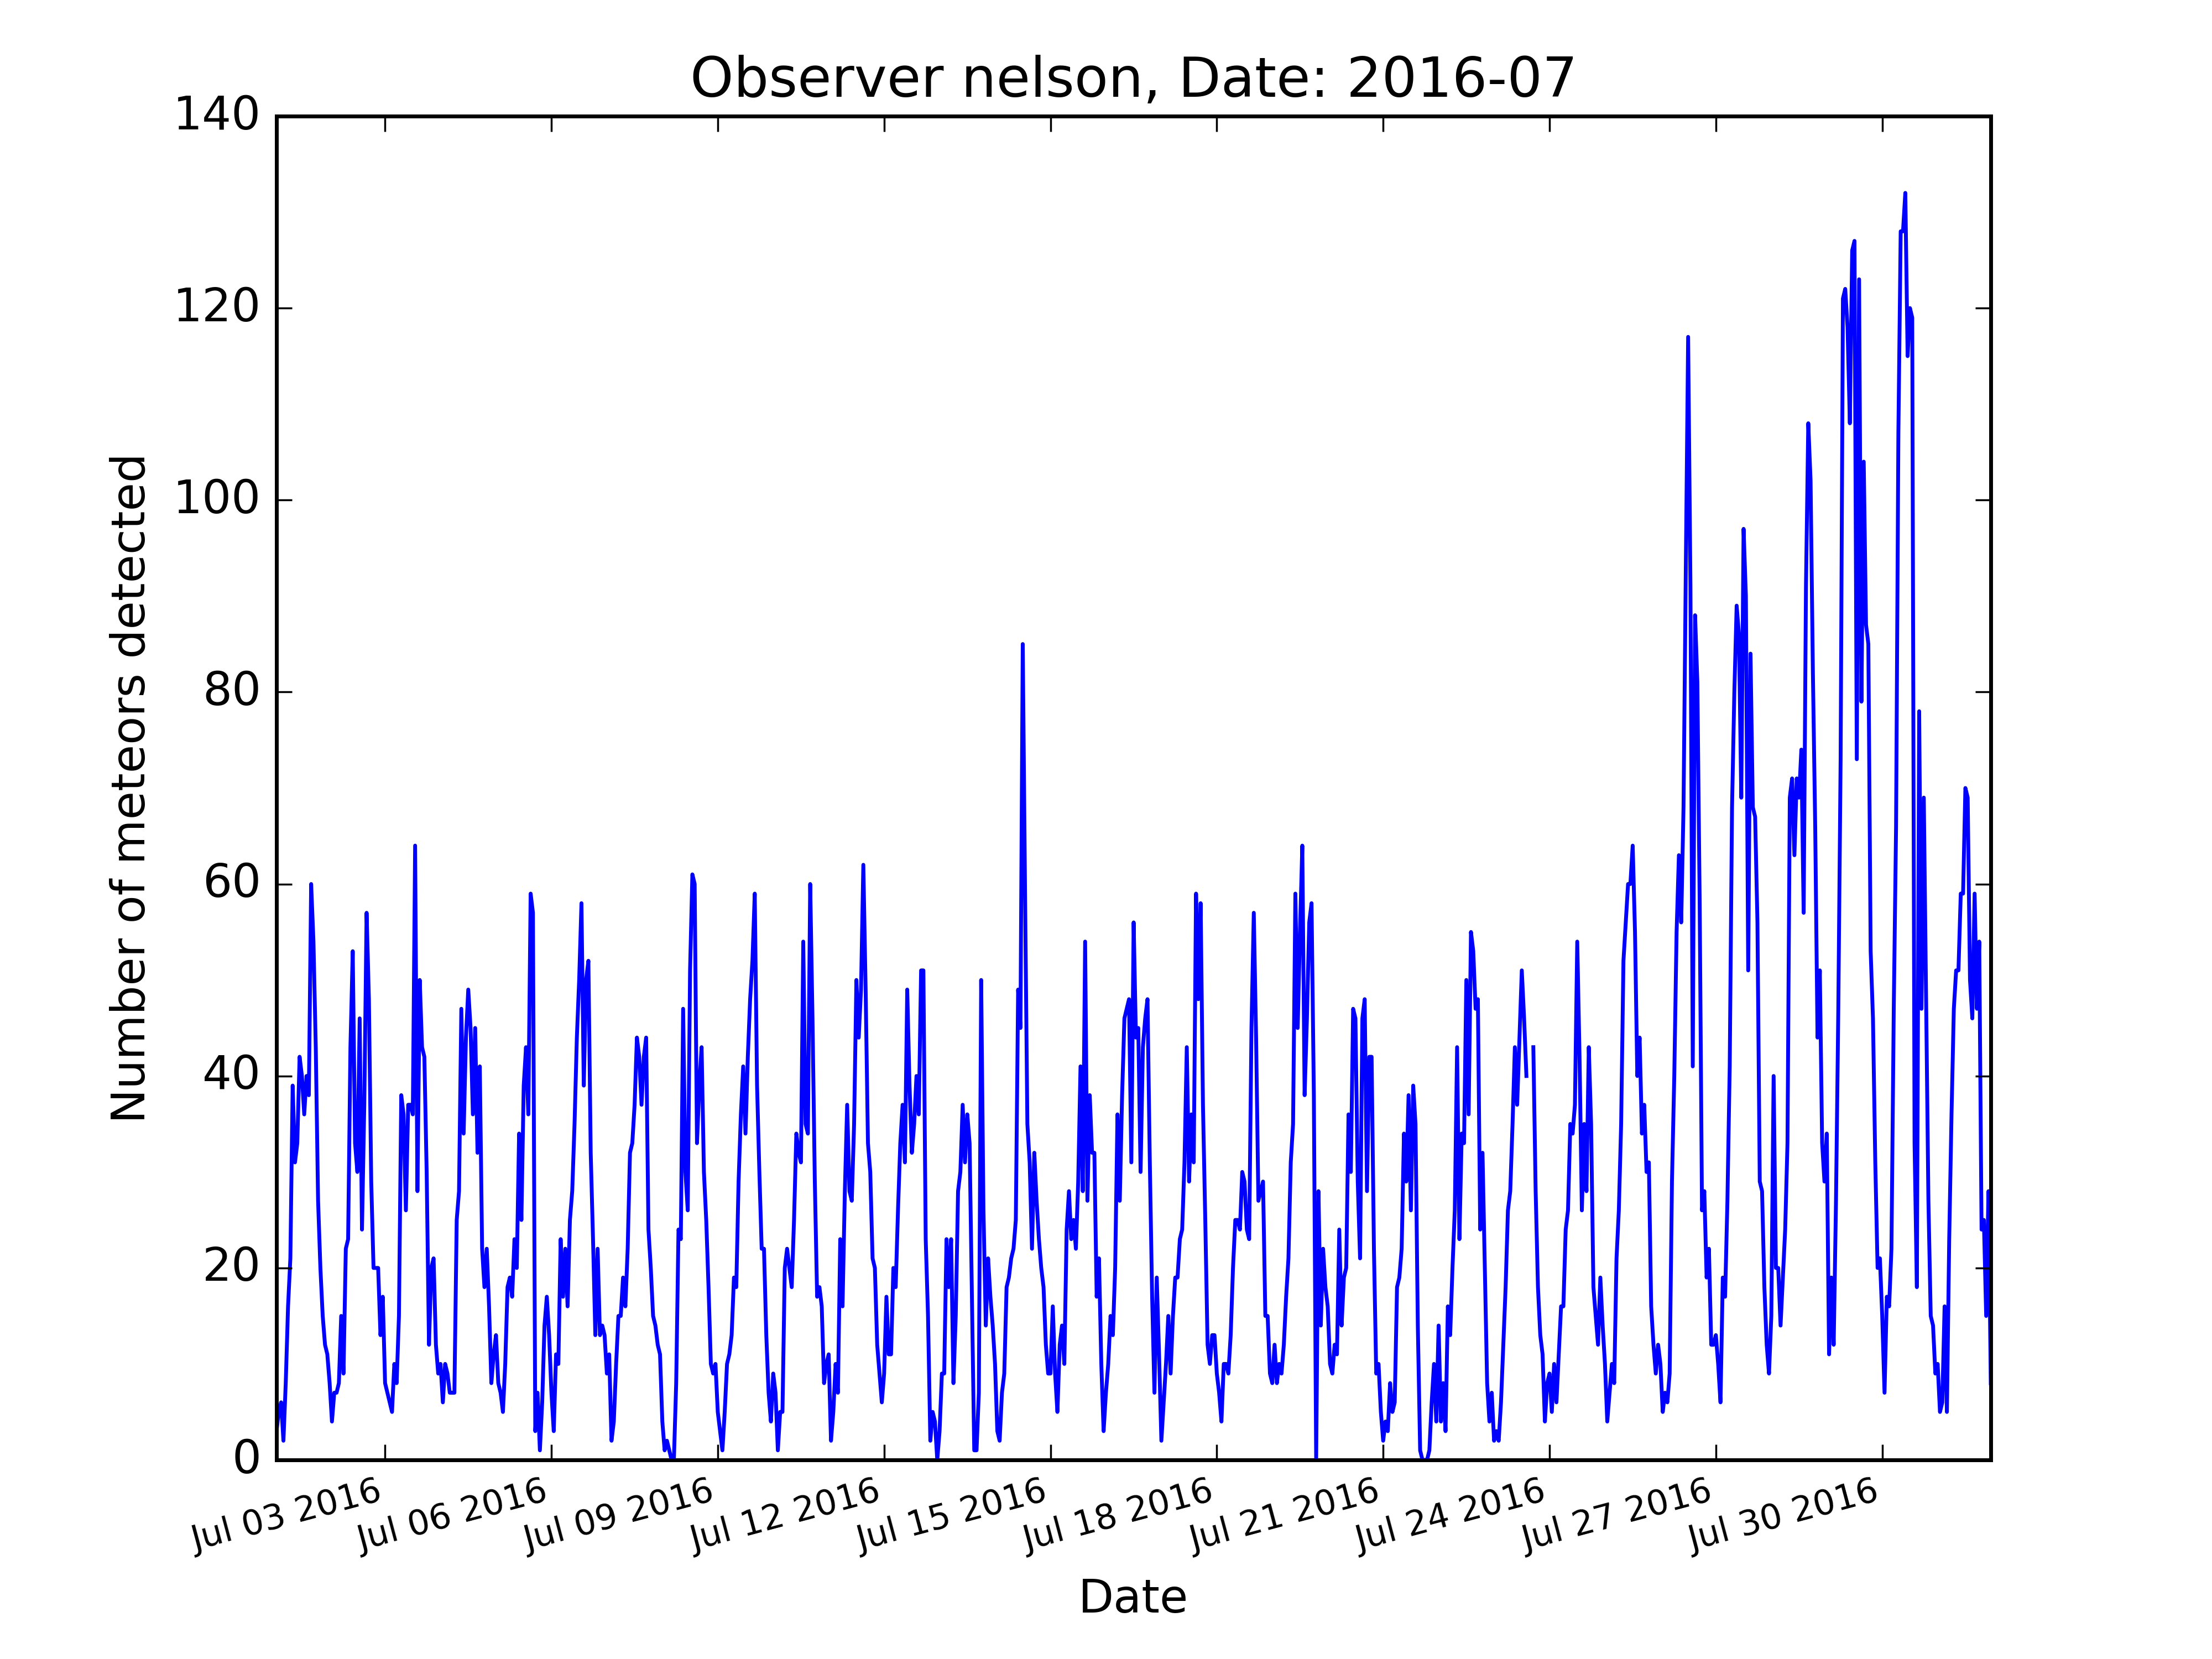 Observer nelson, Date: 2016-07
140
120
100
80
60
40
20
0
Number of meteors detected
Jul 03 2016
Jul 06 2016
Jul 09 2016
Jul 12 2016
Jul 15 2016
Jul 18 2016
Jul 21 2016
Jul 24 2016
Jul 27 2016
Jul 30 2016
Date